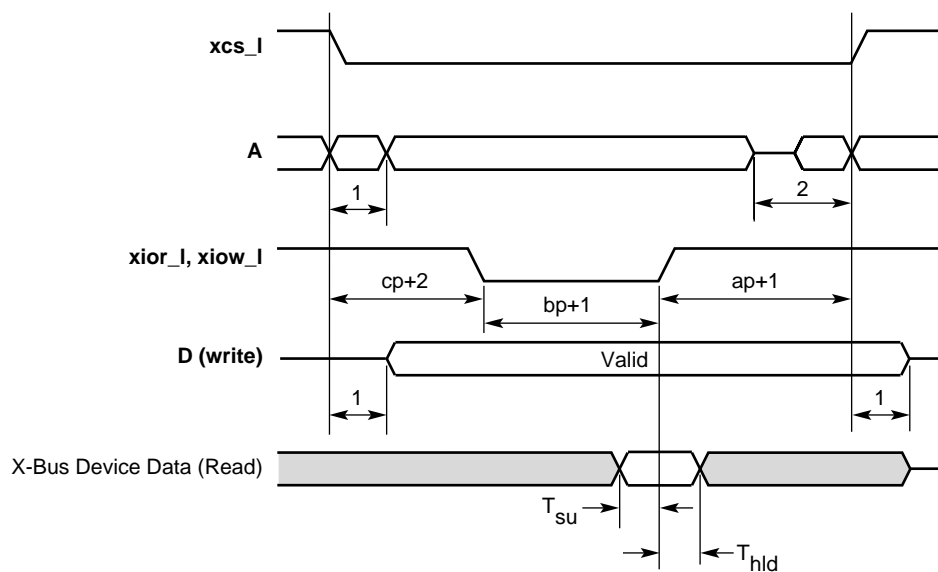 xcs_l
A
1
2
xior_l, xiow_l
cp+2
ap+1
bp+1
D (write)
Valid
1
1
X-Bus Device Data (Read)
Tsu
Thld